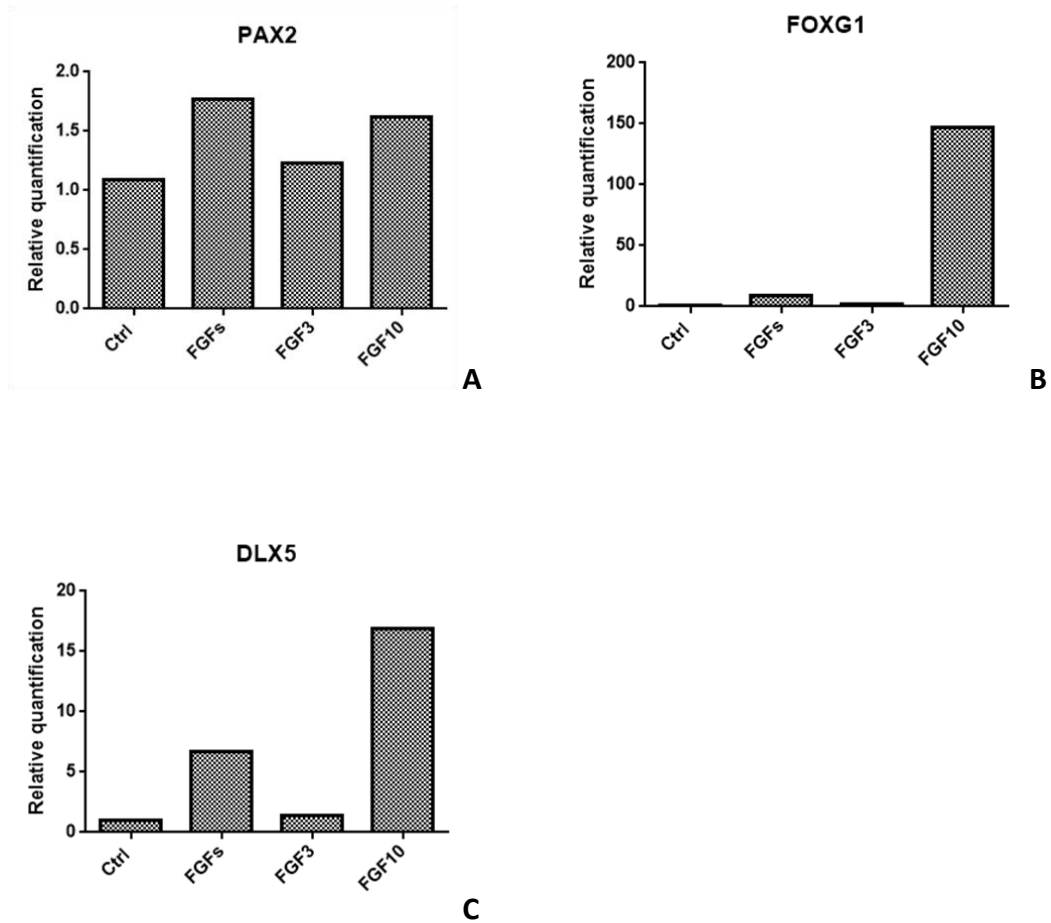 PAX2
Relative quantification
2.0
1.5
1.0
0.5
0.0
Ctrl
FGFs
FGF3
FGF10
A
FOXG1
Relative quantification
200
150
100
50
0
Ctrl
FGFs
FGF3
FGF10
B
DLX5
Relative quantification
20
15
10
5
0
Ctrl
FGFs
FGF3
FGF10
C